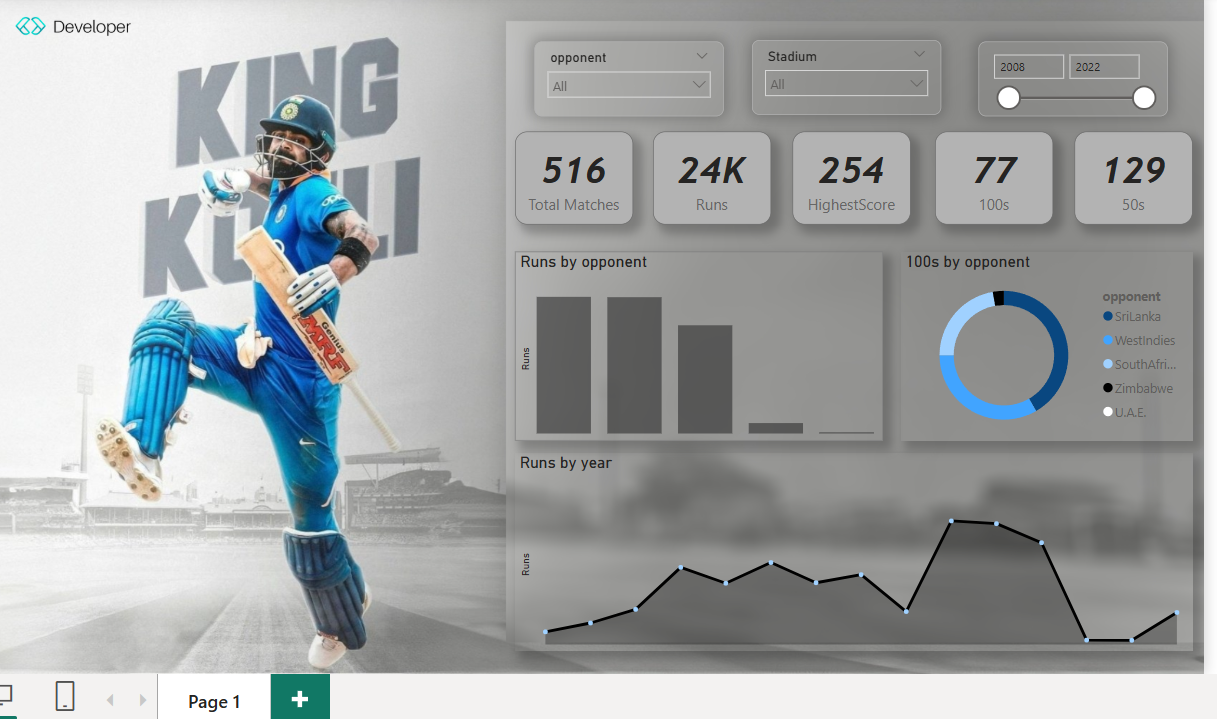 Developer
KING
KOHLI
opponent
All
Stadium
All
2008
2022
516
Total Matches
24K
Runs
254
HighestScore
77
100s
129
50s
Runs by opponent
Runs
100s by opponent
opponent
SriLanka
WestIndies
SouthAfri...
Zimbabwe
U.A.E.
Runs by year
Runs
Genius
MRF
Page 1